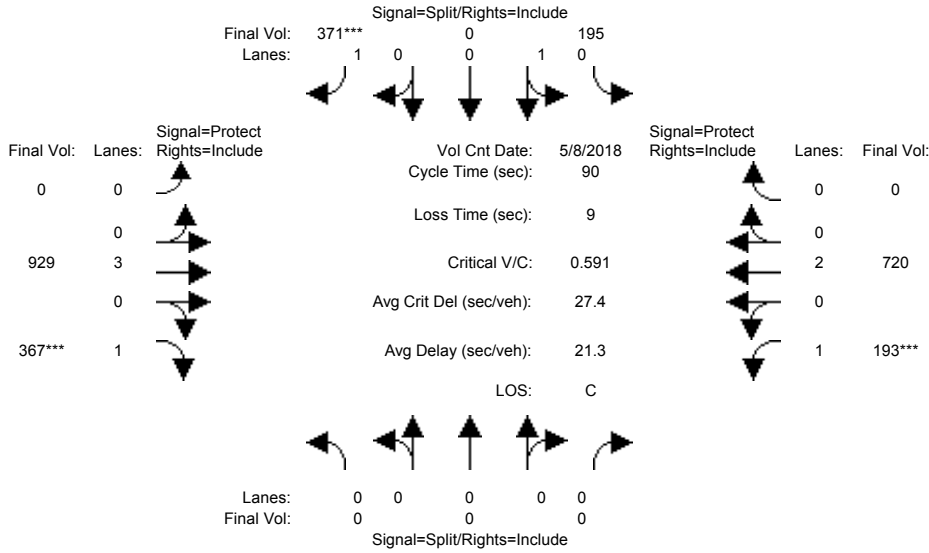 Signal=Split/Rights=Include
Final Vol: 371*** 0 195
Lanes: 1 0 0 1 0
Signal=Protect
Final Vol: Lanes: Rights=Include
Vol Cnt Date: 5/8/2018
Signal=Protect
Rights=Include Lanes: Final Vol:
Cycle Time (sec): 90
0 0
0 0
Loss Time (sec): 9
0
0
929 3
Critical V/C: 0.591
2 720
0
Avg Crit Del (sec/veh): 27.4
0
367*** 1
Avg Delay (sec/veh): 21.3
1 193***
LOS: C
Lanes: 0 0 0 0 0
Final Vol: 0 0 0
Signal=Split/Rights=Include